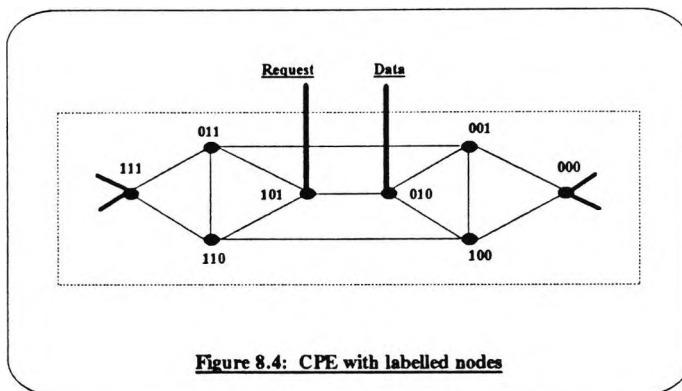 Request Data
011 001
111 000
101 010
110 100
Figure 8.4: CPE with labelled nodes